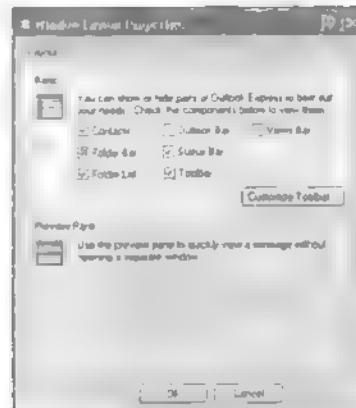 Window Layout Properties
Layout
Basic
You can show or hide parts of Outlook Express to best suit
your needs. Check the components below to view them.
Contacts Outlook Bar Views Bar
Folder Bar Status Bar
Folder List Toolbar
Customize Toolbar
Preview Pane
Use the preview pane to quickly view a message without
opening a separate window.
OK Cancel